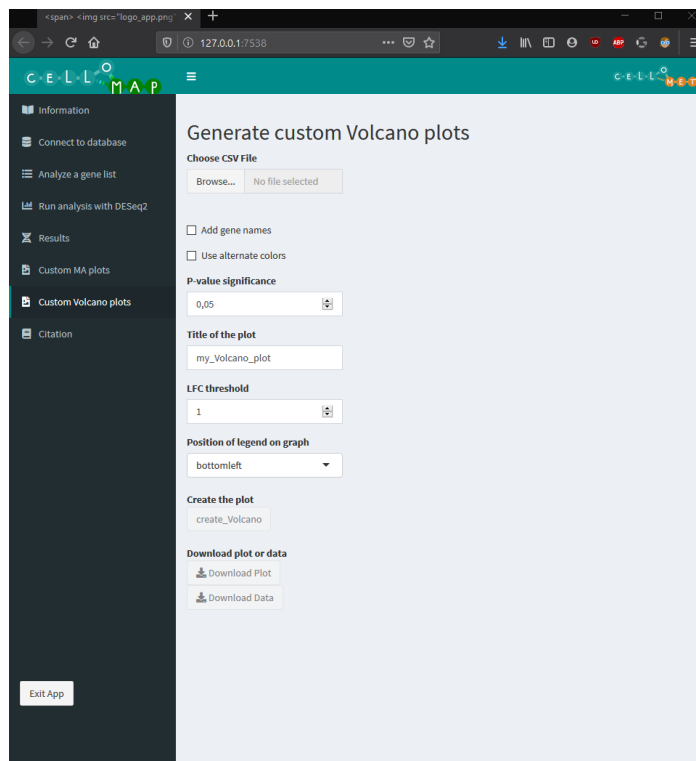 <span> <img src="logo_app.png"
127.0.0.1:7538
C·E·L·L·O
MAP
C·E·L·L·O
M·E·T
Information
Connect to database
Analyze a gene list
Run analysis with DESeq2
Results
Custom MA plots
Custom Volcano plots
Citation
Exit App
Generate custom Volcano plots
Choose CSV File
Browse... No file selected
Add gene names
Use alternate colors
P-value significance
0,05
Title of the plot
my_Volcano_plot
LFC threshold
1
Position of legend on graph
bottomleft
Create the plot
create_Volcano
Download plot or data
Download Plot
Download Data